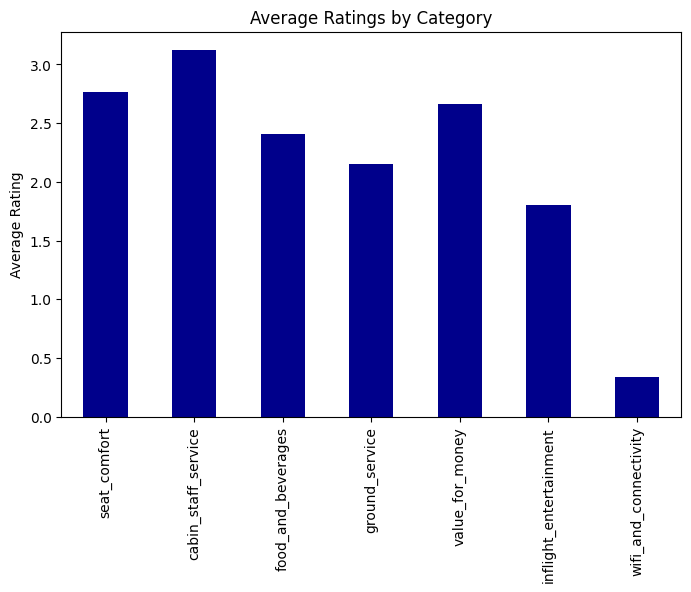 Average Ratings by Category
Average Rating
3.0
2.5
2.0
1.5
1.0
0.5
0.0
seat_comfort
cabin_staff_service
food_and_beverages
ground_service
value_for_money
inflight_entertainment
wifi_and_connectivity